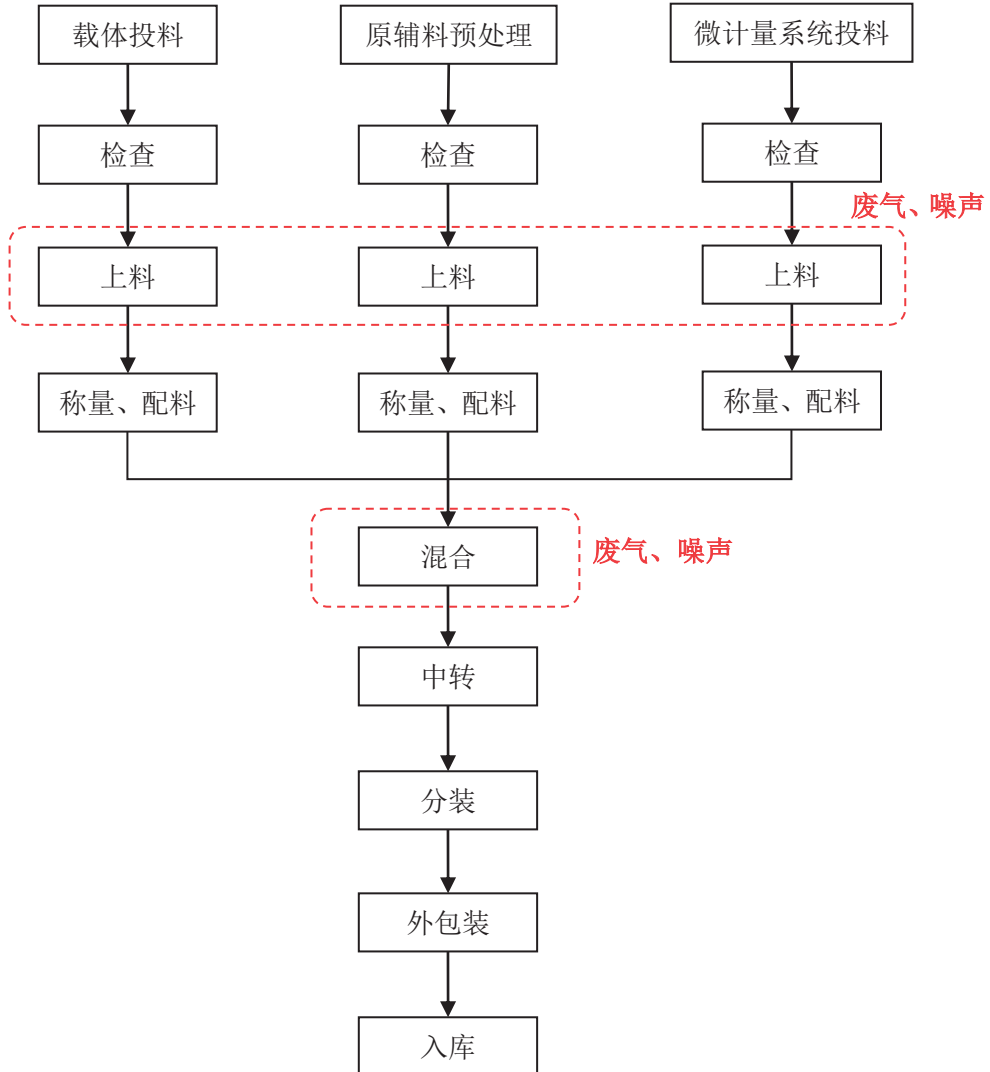 载体投料
原辅料预处理
微计量系统投料
检查
检查
检查
废气、噪声
上料
上料
上料
称量、配料
称量、配料
称量、配料
混合
废气、噪声
中转
分装
外包装
入库